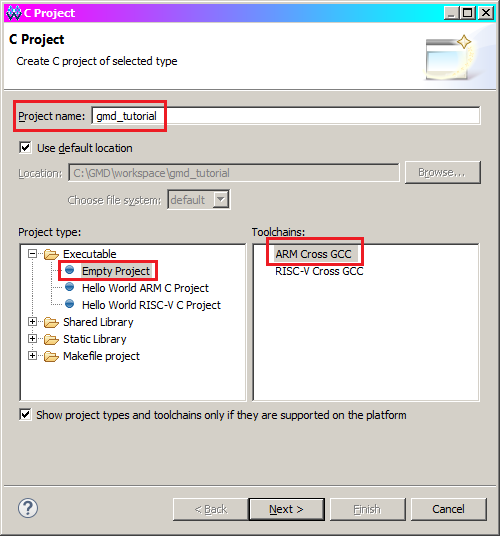 C Project
C Project
Create C project of selected type
Project name: gmd_tutorial
Use default location
Location: C:\GMD\workspace\gmd_tutorial Browse...
Choose file system: default
Project type: Toolchains:
Executable ARM Cross GCC
Empty Project RISC-V Cross GCC
Hello World ARM C Project
Hello World RISC-V C Project
Shared Library
Static Library
Makefile project
Show project types and toolchains only if they are supported on the platform
? < Back Next > Finish Cancel